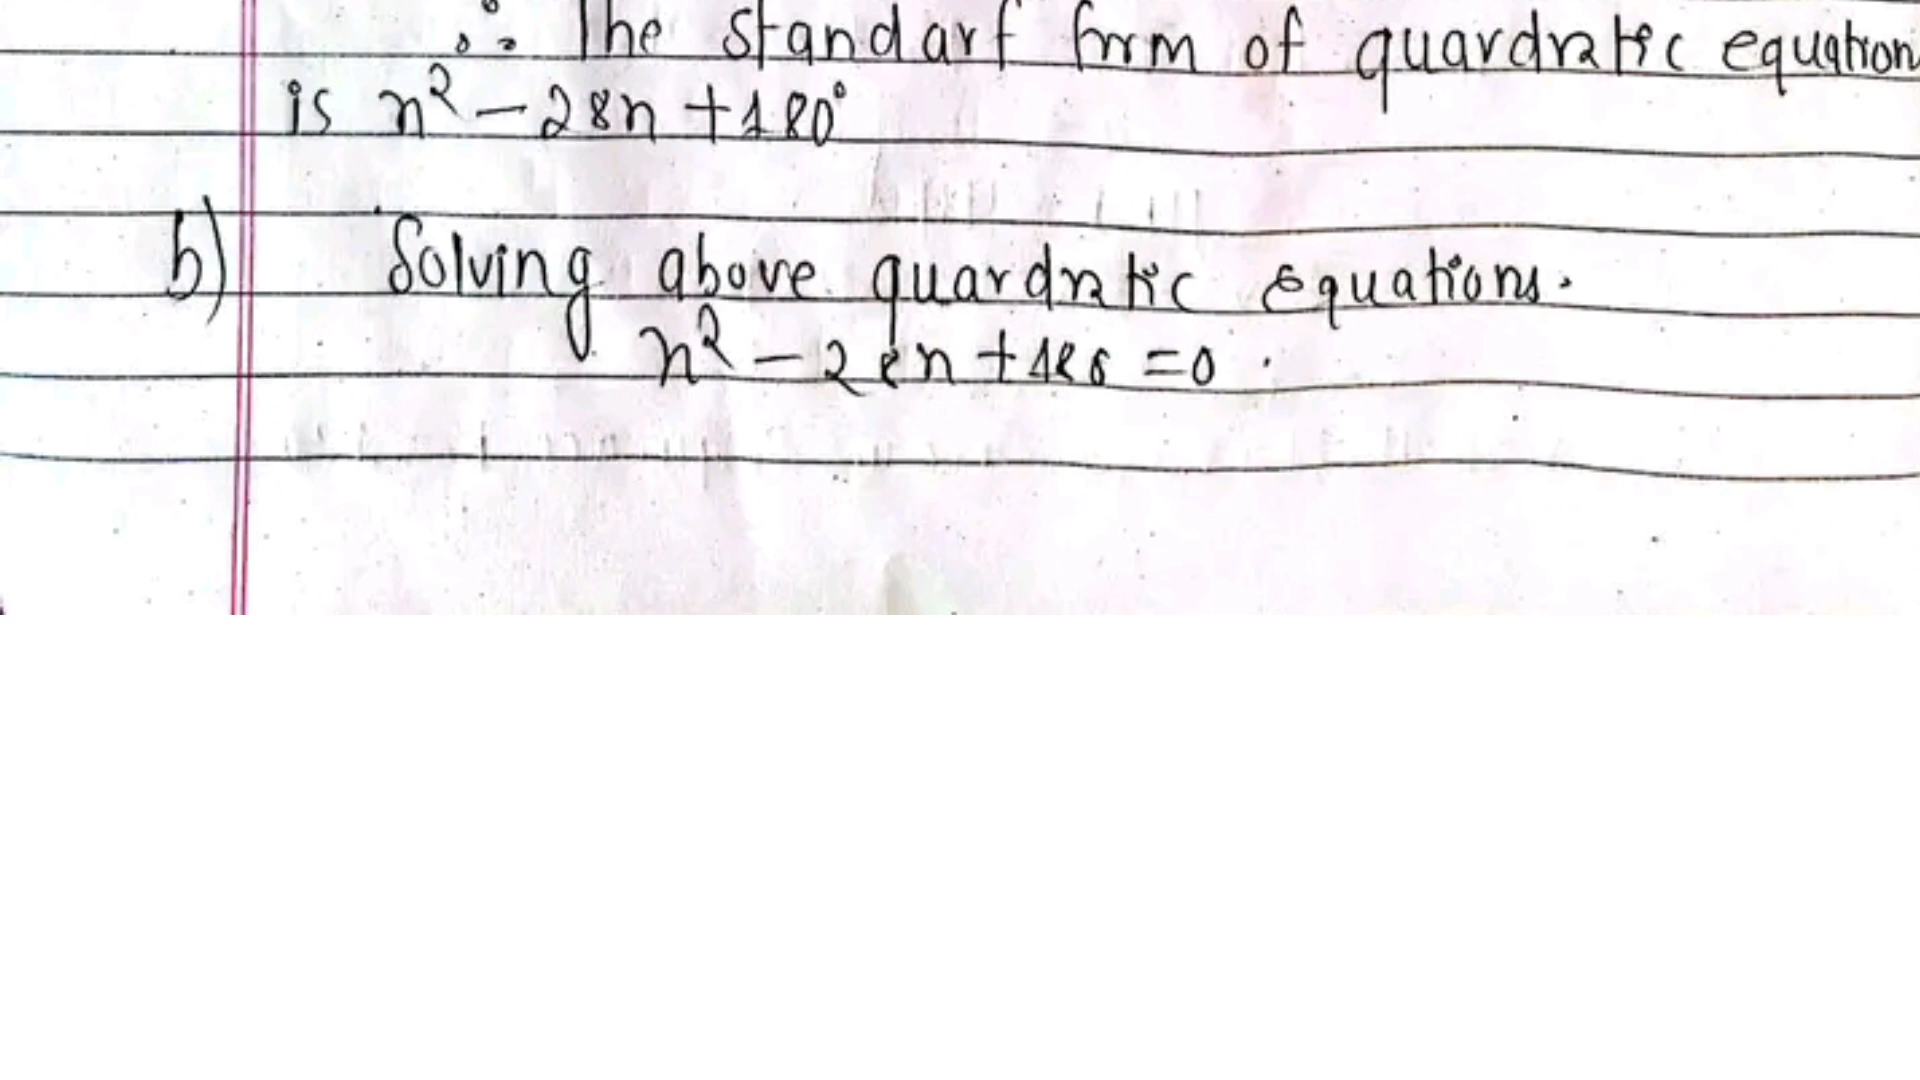 ∴ The standarf form of quardratic equation
is x² - 28x + 180°
b) Solving above quardratic equations.
x² - 28x + 180 = 0.